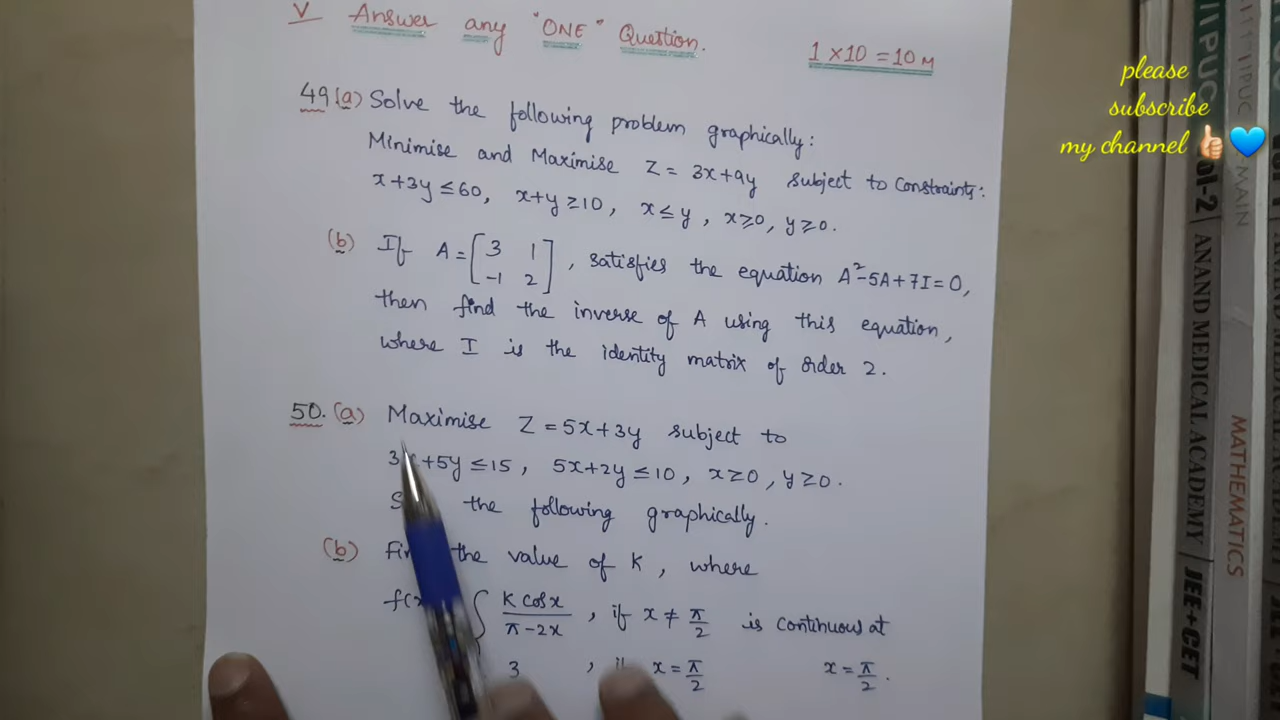 V Answer any "ONE" Question.
1 × 10 = 10 M
please
subscribe
my channel 👍🏻💙
49(a) Solve the following problem graphically:
Minimise and Maximise Z = 3x+9y subject to Constraints:
x+3y ≤ 60, x+y ≥ 10, x ≤ y, x ≥ 0, y ≥ 0.
(b) If A = [3 1
-1 2], satisfies the equation A²-5A+7I=0,
then find the inverse of A using this equation,
where I is the identity matrix of order 2.
50.(a) Maximise Z = 5x+3y subject to
+5y ≤ 15, 5x+2y ≤ 10, x ≥ 0, y ≥ 0.
the following graphically.
(b) the value of K, where
K cos x
π-2x , if x ≠ π/2 is continuous at
3 , x = π/2 x = π/2.
PUC
ANAND MEDICAL ACADEMY
JEE+CET
MAIN
MATHEMATICS